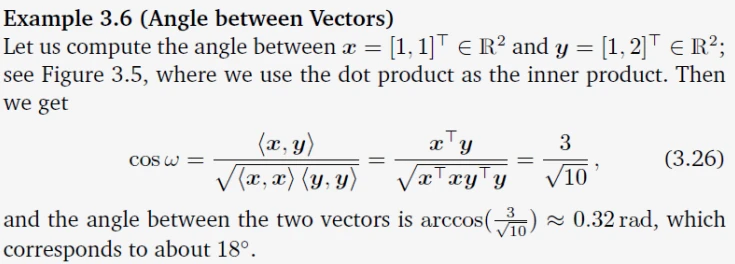 Example 3.6 (Angle between Vectors)
Let us compute the angle between x = [1, 1]⊤ ∈ ℝ² and y = [1, 2]⊤ ∈ ℝ²;
see Figure 3.5, where we use the dot product as the inner product. Then
we get
cos ω = ⟨x, y⟩ / √(⟨x, x⟩ ⟨y, y⟩) = x⊤y / √(x⊤xy⊤y) = 3 / √10 , (3.26)
and the angle between the two vectors is arccos(3/√10) ≈ 0.32 rad, which
corresponds to about 18°.